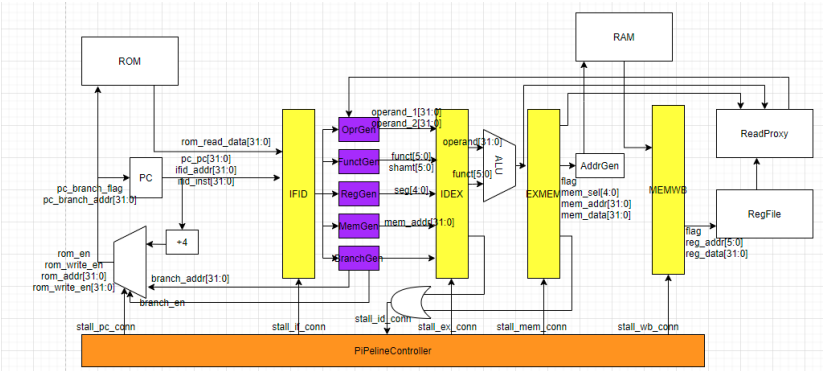 ROM
RAM
rom_read_data[31:0]
operand_1[31:0]
operand_2[31:0]
OprGen
operand[31:0]
ALU
ReadProxy
pc_pc[31:0]
ifid_addr[31:0]
ifid_inst[31:0]
PC
pc_branch_flag
pc_branch_addr[31:0]
IFID
FunctGen
funct[5:0]
shamt[5:0]
funct[5:0]
RegGen
seg[4:0]
IDEX
EXMEM
AddrGen
flag
mem_sel[4:0]
mem_addr[31:0]
mem_data[31:0]
MEMWB
RegFile
MemGen
mem_adds[31:0]
flag
reg_addr[5:0]
reg_data[31:0]
+4
BranchGen
rom_en
rom_write_en
rom_addr[31:0]
rom_write_en[31:0]
branch_addr[31:0]
branch_en
stall_pc_conn
stall_if_conn
stall_id_conn
stall_ex_conn
stall_mem_conn
stall_wb_conn
PiPelineController